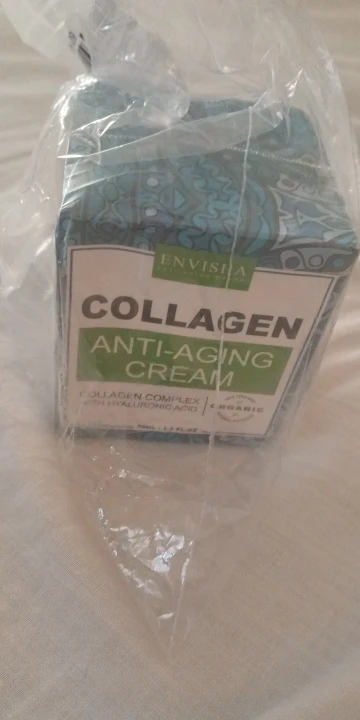 ENVISHA
COLLAGEN
ANTI-AGING
CREAM
COLLAGEN COMPLEX
WITH HYALURONIC ACID
ORGANIC